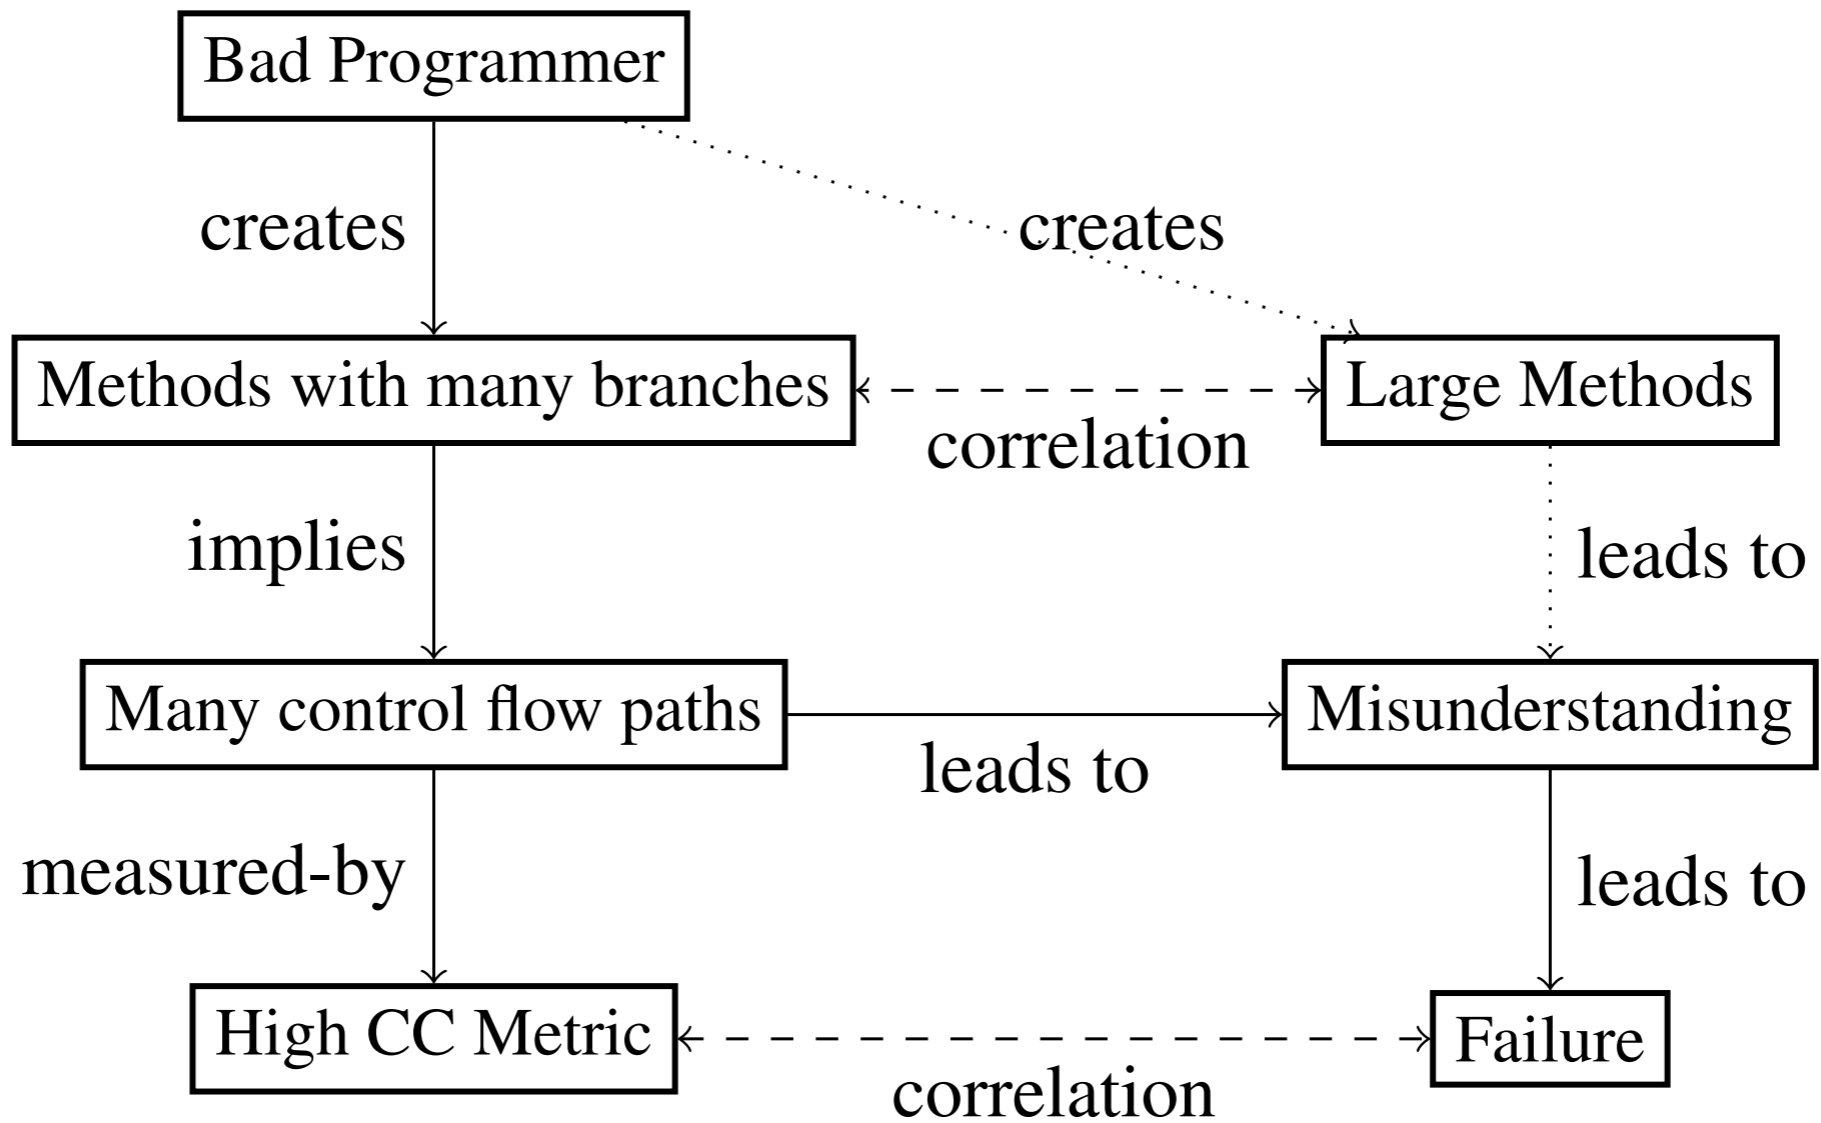 Bad Programmer
creates
creates
Methods with many branches
Large Methods
correlation
implies
leads to
Many control flow paths
Misunderstanding
leads to
measured-by
leads to
High CC Metric
Failure
correlation